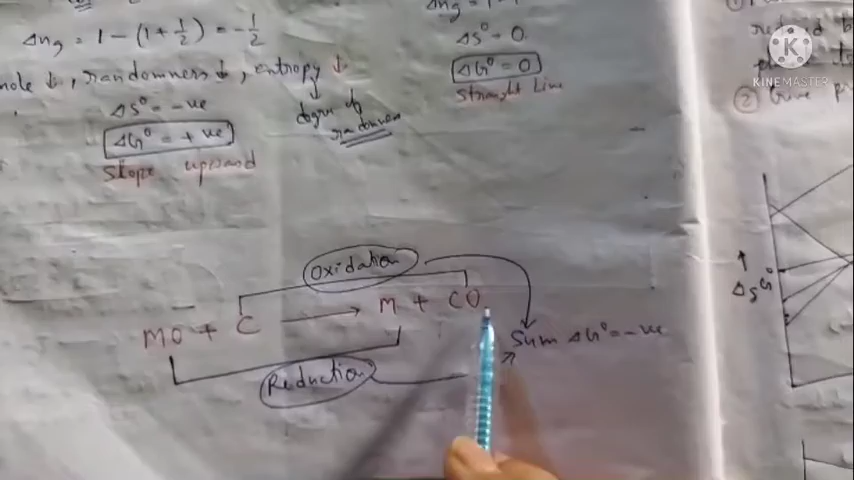 Δng = 1 - (1 + 1/2) = -1/2
mole ↓, randomness ↓, entropy ↓
ΔS° = -ve
degree of randomness
ΔG° = + ve
Slope upward
ΔS° = 0
ΔG° = 0
Straight Line
K
KINEMASTER
②
Oxidation
MO + C → M + CO
Reduction
Sum ΔG° = -ve